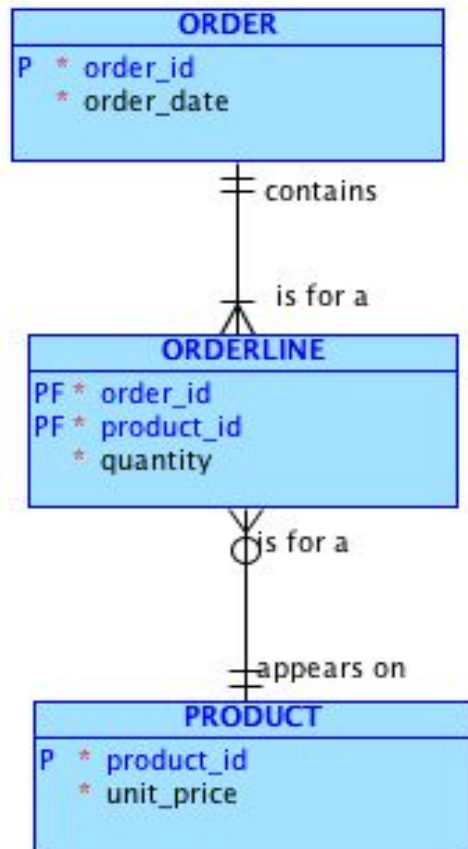 ORDER
P * order_id
* order_date
contains
is for a
ORDERLINE
PF * order_id
PF * product_id
* quantity
is for a
appears on
PRODUCT
P * product_id
* unit_price